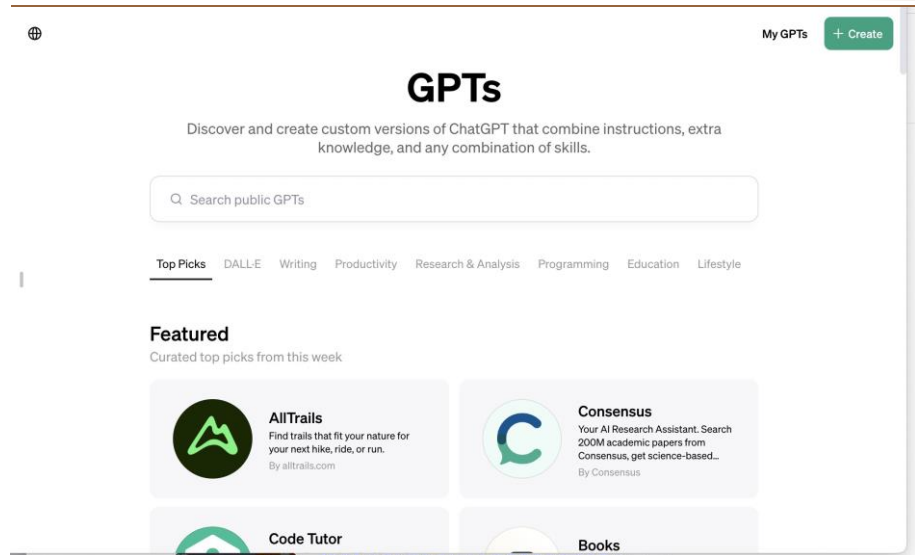 My GPTs
+ Create
GPTs
Discover and create custom versions of ChatGPT that combine instructions, extra
knowledge, and any combination of skills.
Search public GPTs
Top Picks DALL·E Writing Productivity Research & Analysis Programming Education Lifestyle
Featured
Curated top picks from this week
AllTrails
Find trails that fit your nature for
your next hike, ride, or run.
By alltrails.com
Consensus
Your AI Research Assistant. Search
200M academic papers from
Consensus, get science-based...
By Consensus
Code Tutor
Books